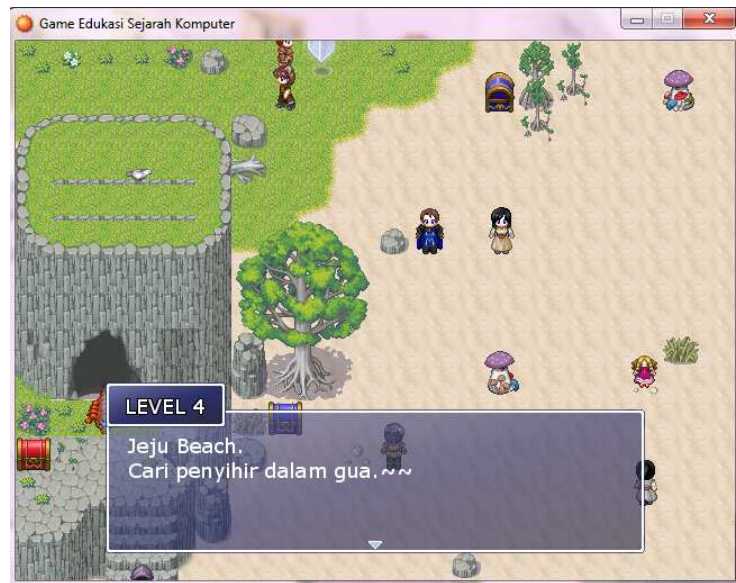 Game Edukasi Sejarah Komputer
LEVEL 4
Jeju Beach.
Cari penyihir dalam gua.~~